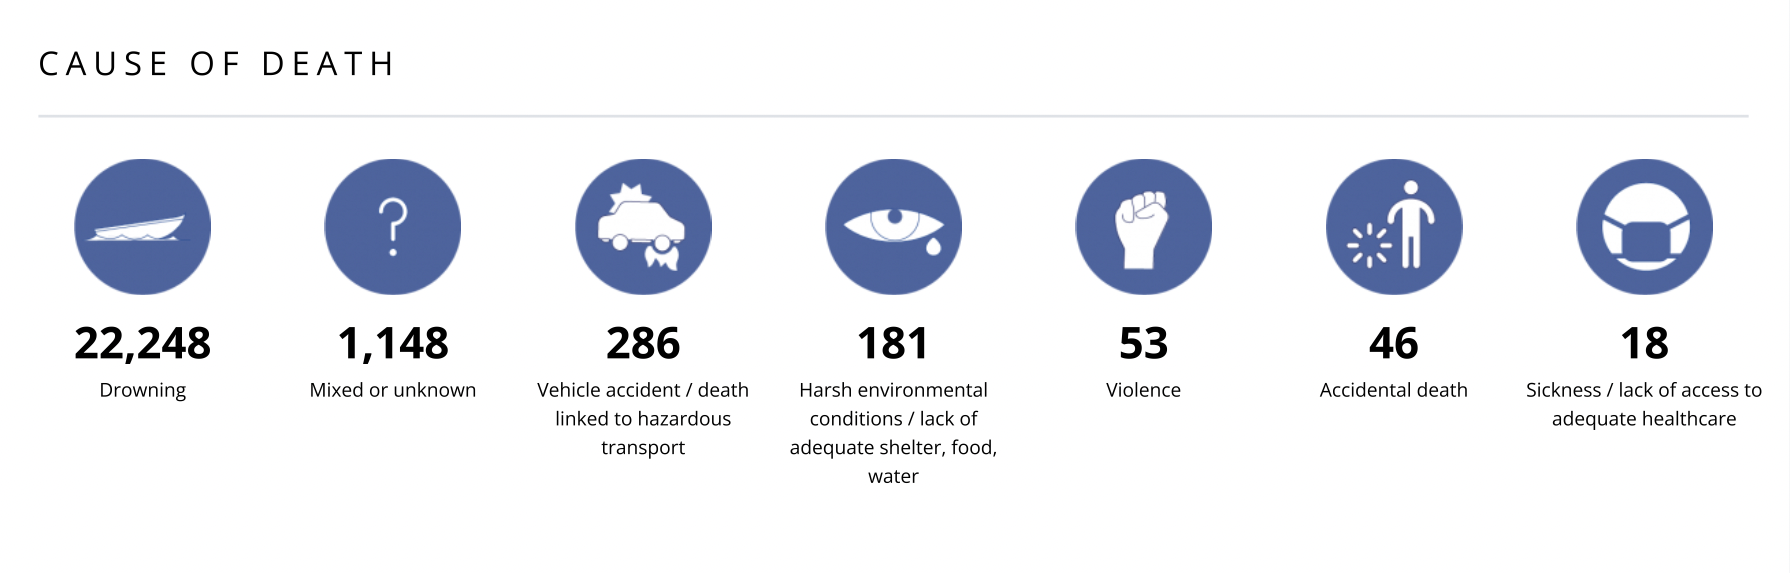 CAUSE OF DEATH
22,248
Drowning
1,148
Mixed or unknown
286
Vehicle accident / death
linked to hazardous
transport
181
Harsh environmental
conditions / lack of
adequate shelter, food,
water
53
Violence
46
Accidental death
18
Sickness / lack of access to
adequate healthcare